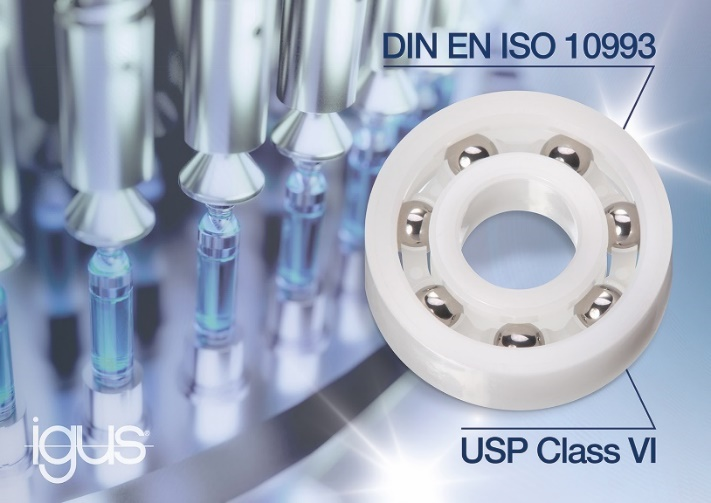 DIN EN ISO 10993
USP Class VI
igus®